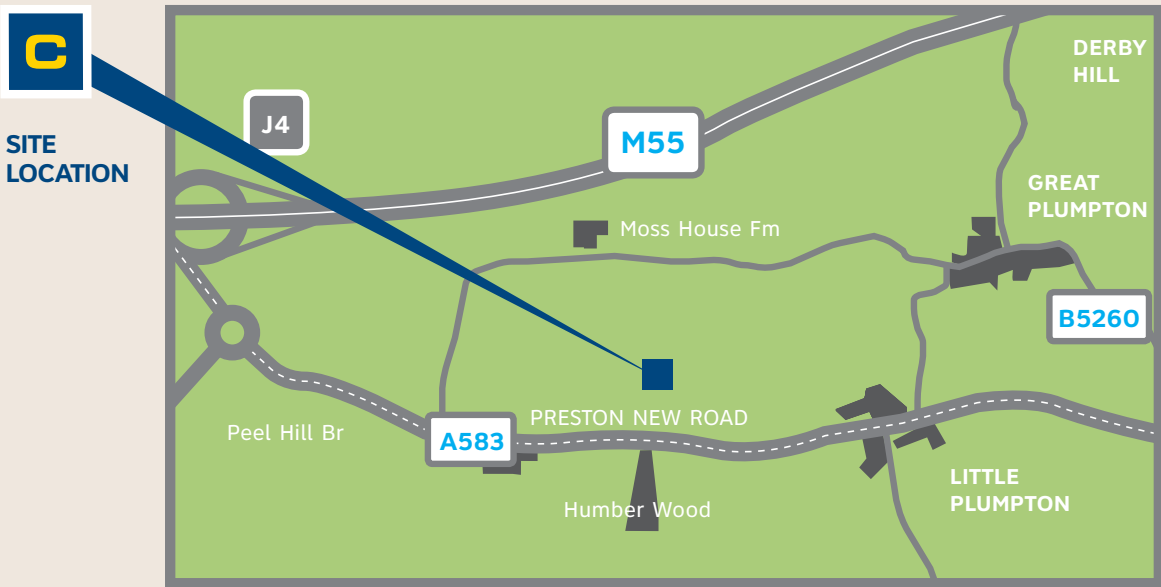 C
SITE
LOCATION
J4
M55
DERBY
HILL
GREAT
PLUMPTON
Moss House Fm
B5260
PRESTON NEW ROAD
Peel Hill Br
A583
LITTLE
PLUMPTON
Humber Wood